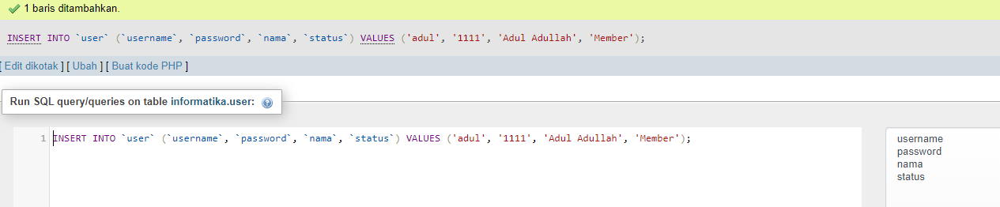 1 baris ditambahkan.
INSERT INTO `user` (`username`, `password`, `nama`, `status`) VALUES ('adul', '1111', 'Adul Adullah', 'Member');
[ Edit dikotak ] [ Ubah ] [ Buat kode PHP ]
Run SQL query/queries on table informatika.user:
1 INSERT INTO `user` (`username`, `password`, `nama`, `status`) VALUES ('adul', '1111', 'Adul Adullah', 'Member');
username
password
nama
status